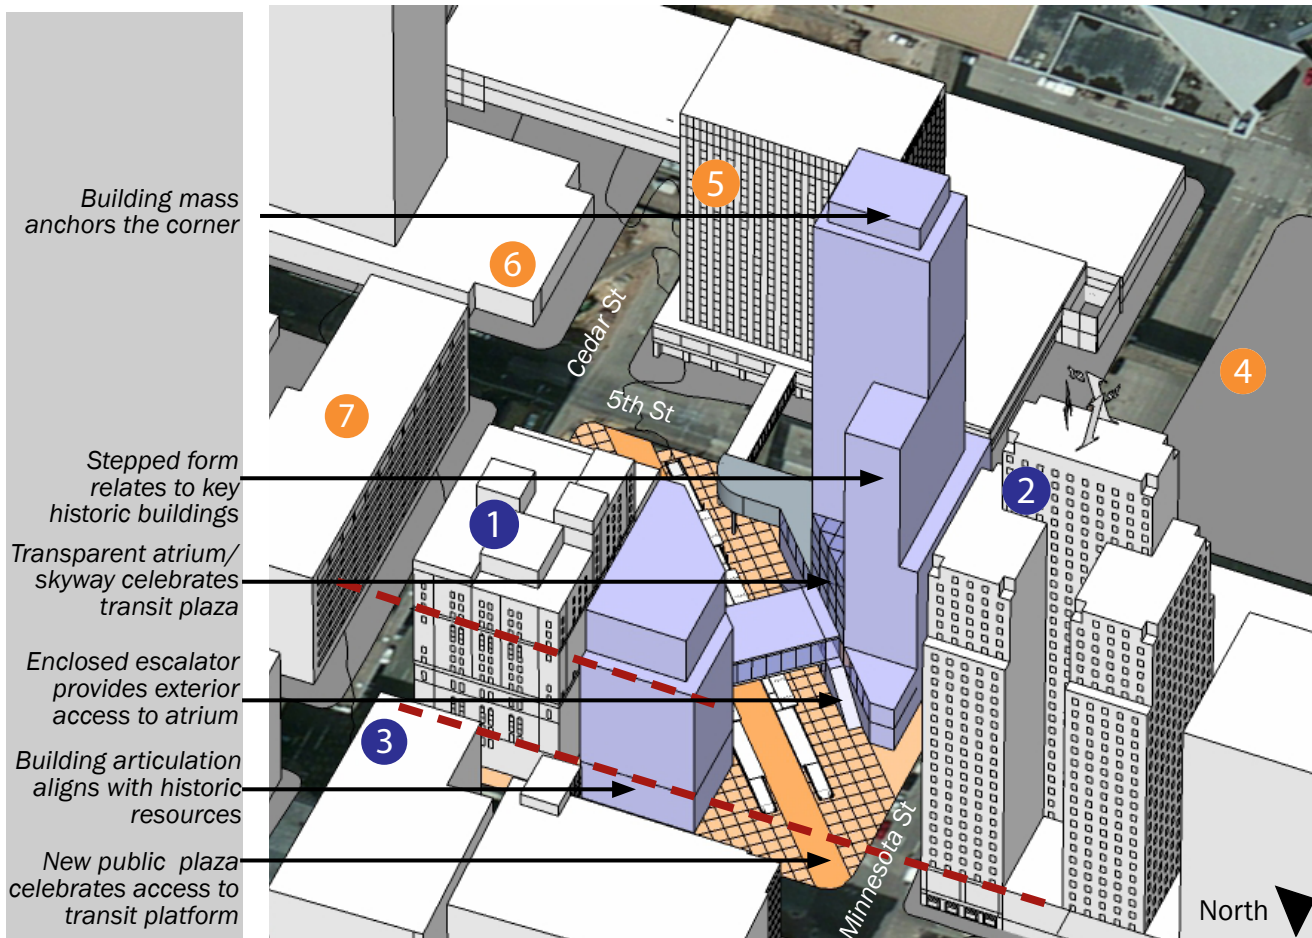 Building mass
anchors the corner
Stepped form
relates to key
historic buildings
Transparent atrium/
skyway celebrates
transit plaza
Enclosed escalator
provides exterior
access to atrium
Building articulation
aligns with historic
resources
New public plaza
celebrates access to
transit platform
5
6
4
7
2
1
3
Cedar St
5th St
Minnesota St
North